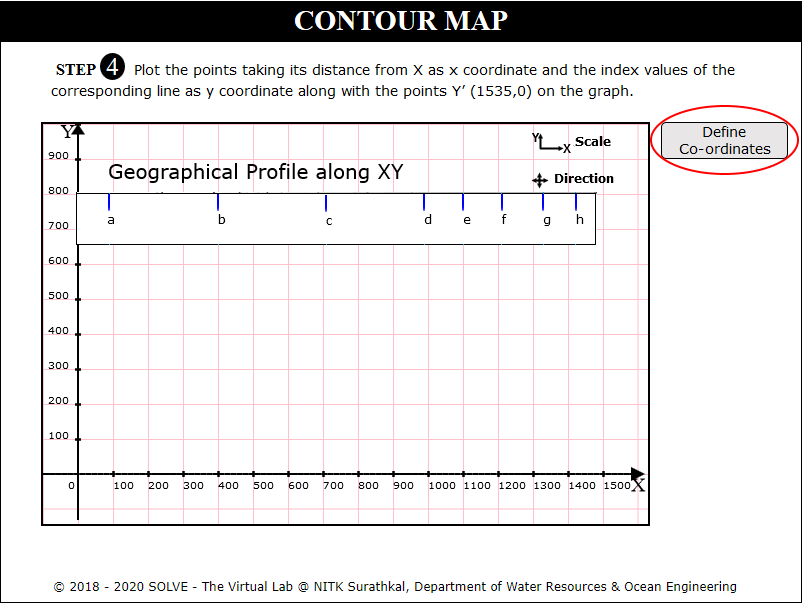 CONTOUR MAP
STEP 4 Plot the points taking its distance from X as x coordinate and the index values of the
corresponding line as y coordinate along with the points Y’ (1535,0) on the graph.
Define
Co-ordinates
Y
Y
X
Scale
Direction
Geographical Profile along XY
900
800
700
600
500
400
300
200
100
a b c d e f g h
0 100 200 300 400 500 600 700 800 900 1000 1100 1200 1300 1400 1500 X
© 2018 - 2020 SOLVE - The Virtual Lab @ NITK Surathkal, Department of Water Resources & Ocean Engineering